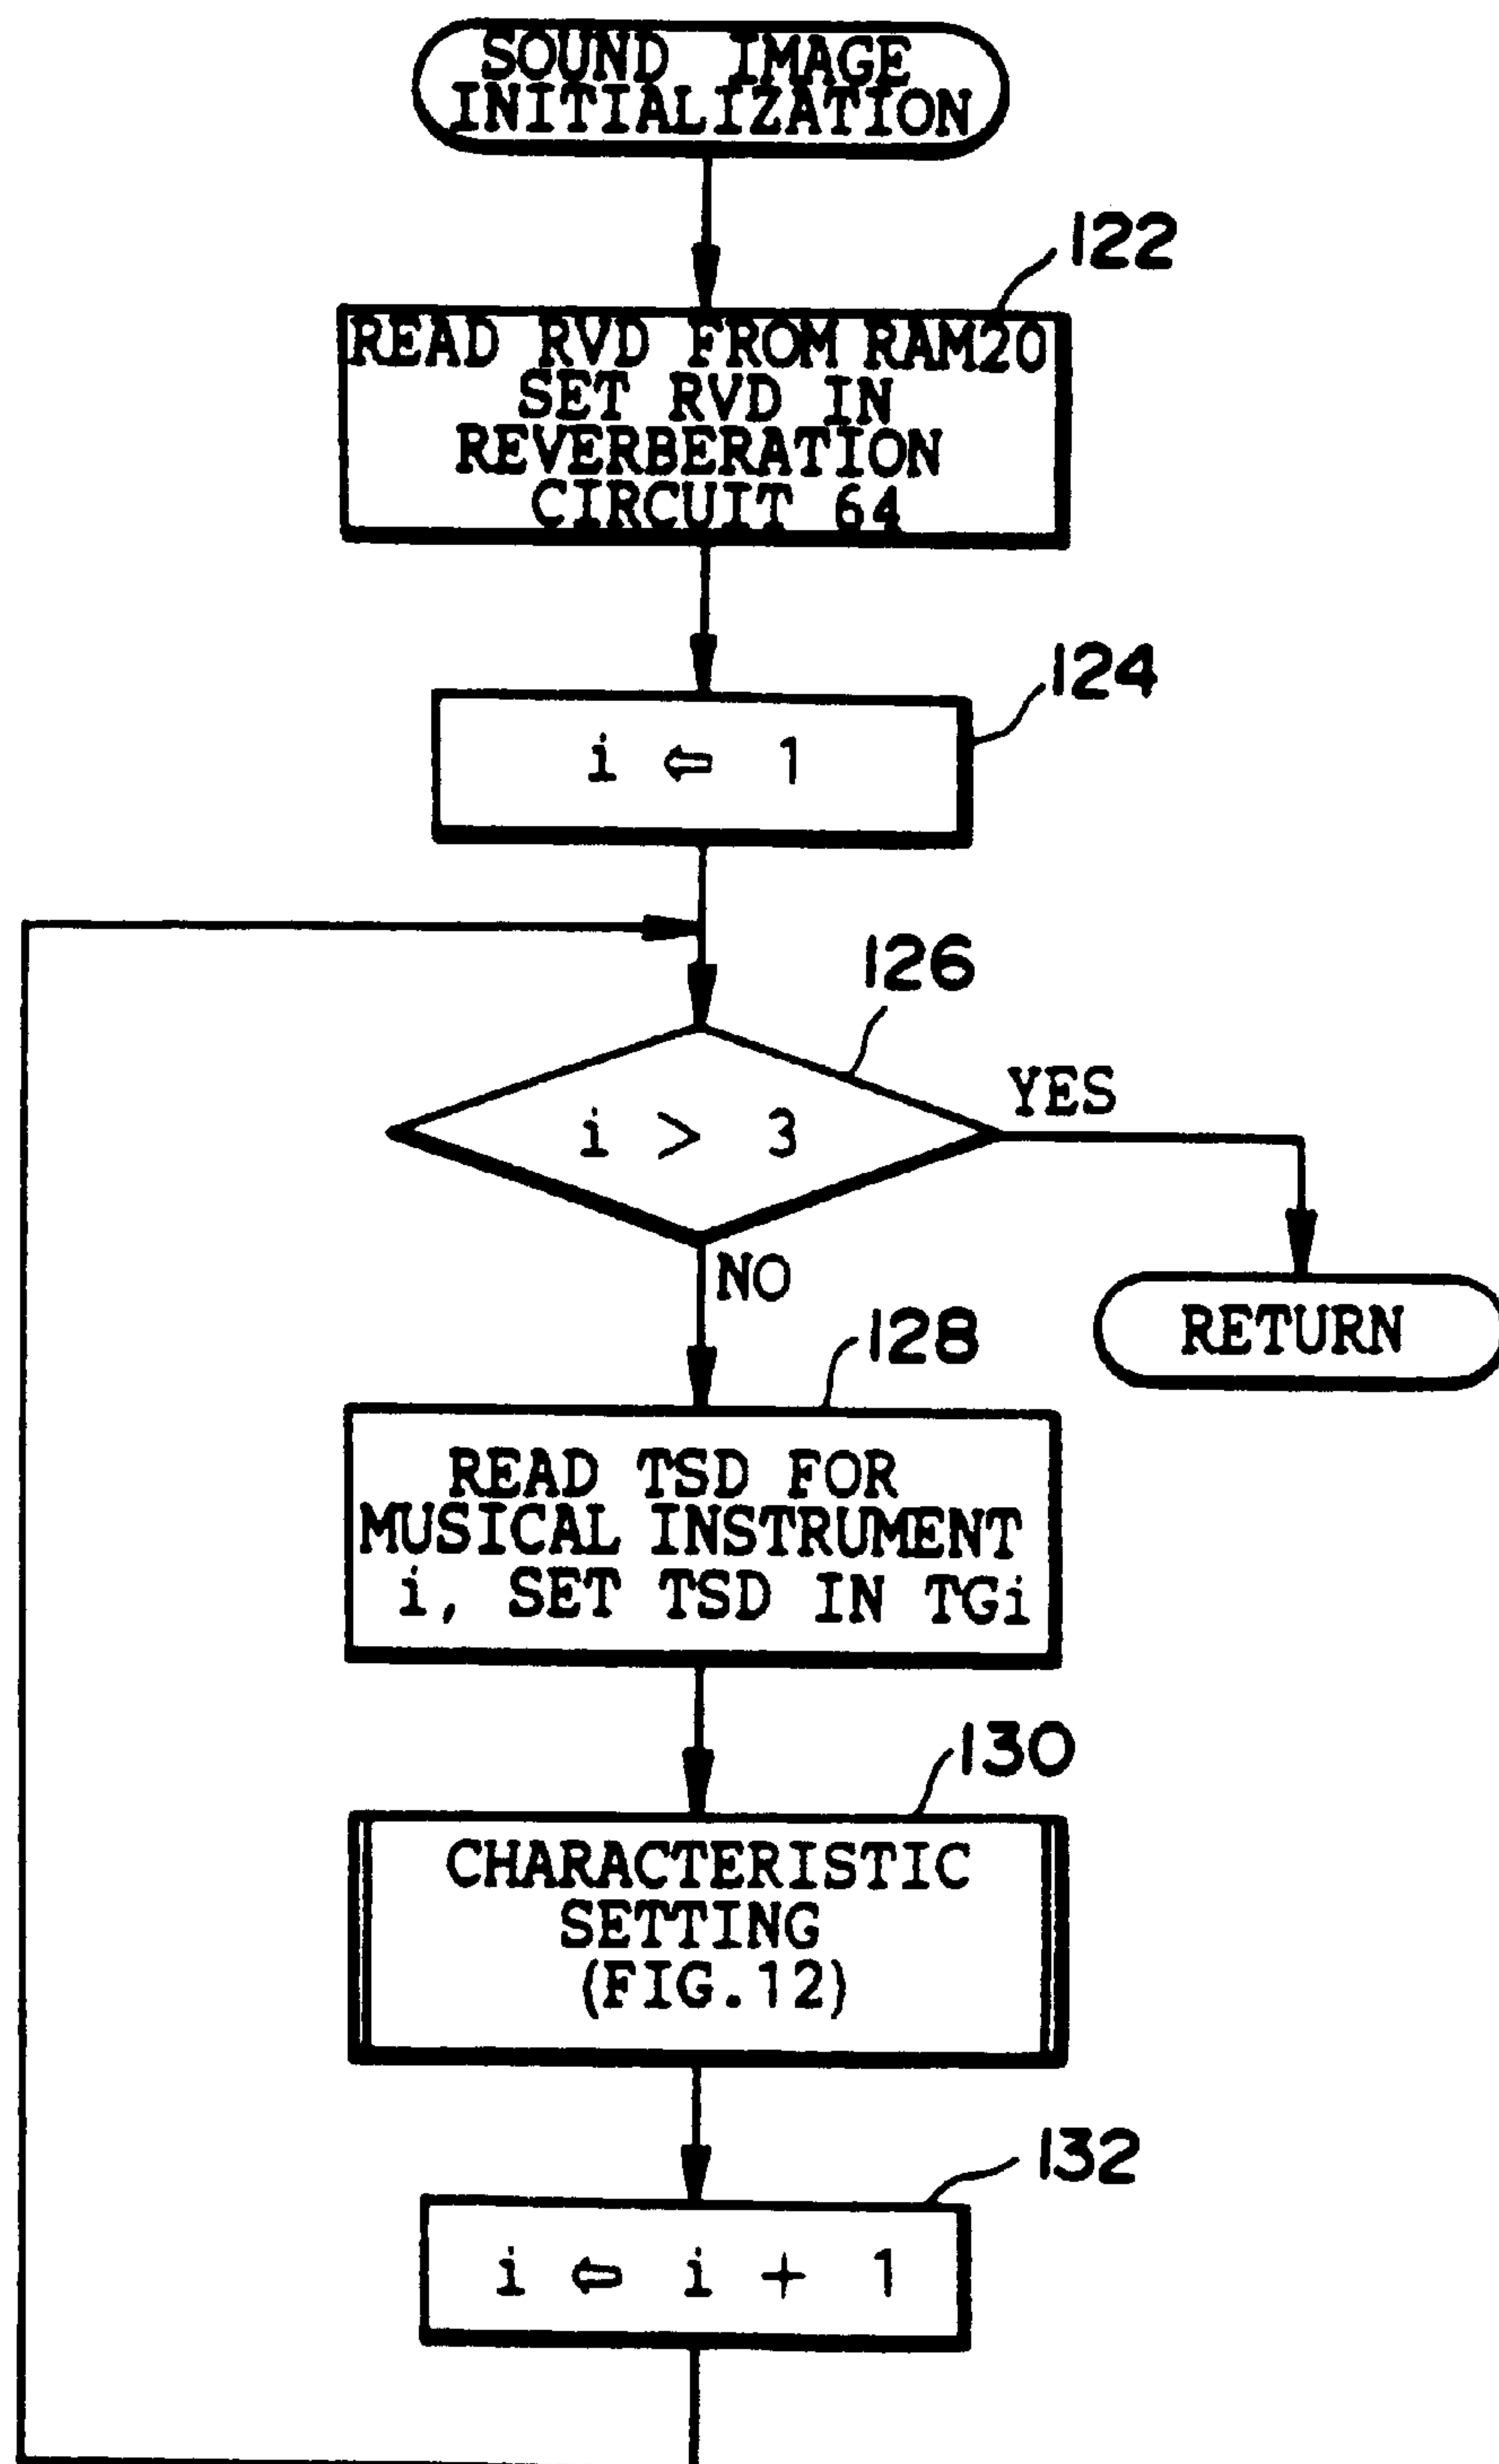 SOUND IMAGE
INITIALIZATION
122
READ RVD FROM RAM20
SET RVD IN
REVERBERATION
CIRCUIT 64
124
i ⇦ 1
126
i > 3
YES
NO
RETURN
128
READ TSD FOR
MUSICAL INSTRUMENT
i, SET TSD IN TGi
130
CHARACTERISTIC
SETTING
(FIG.12)
132
i ⇦ i + 1